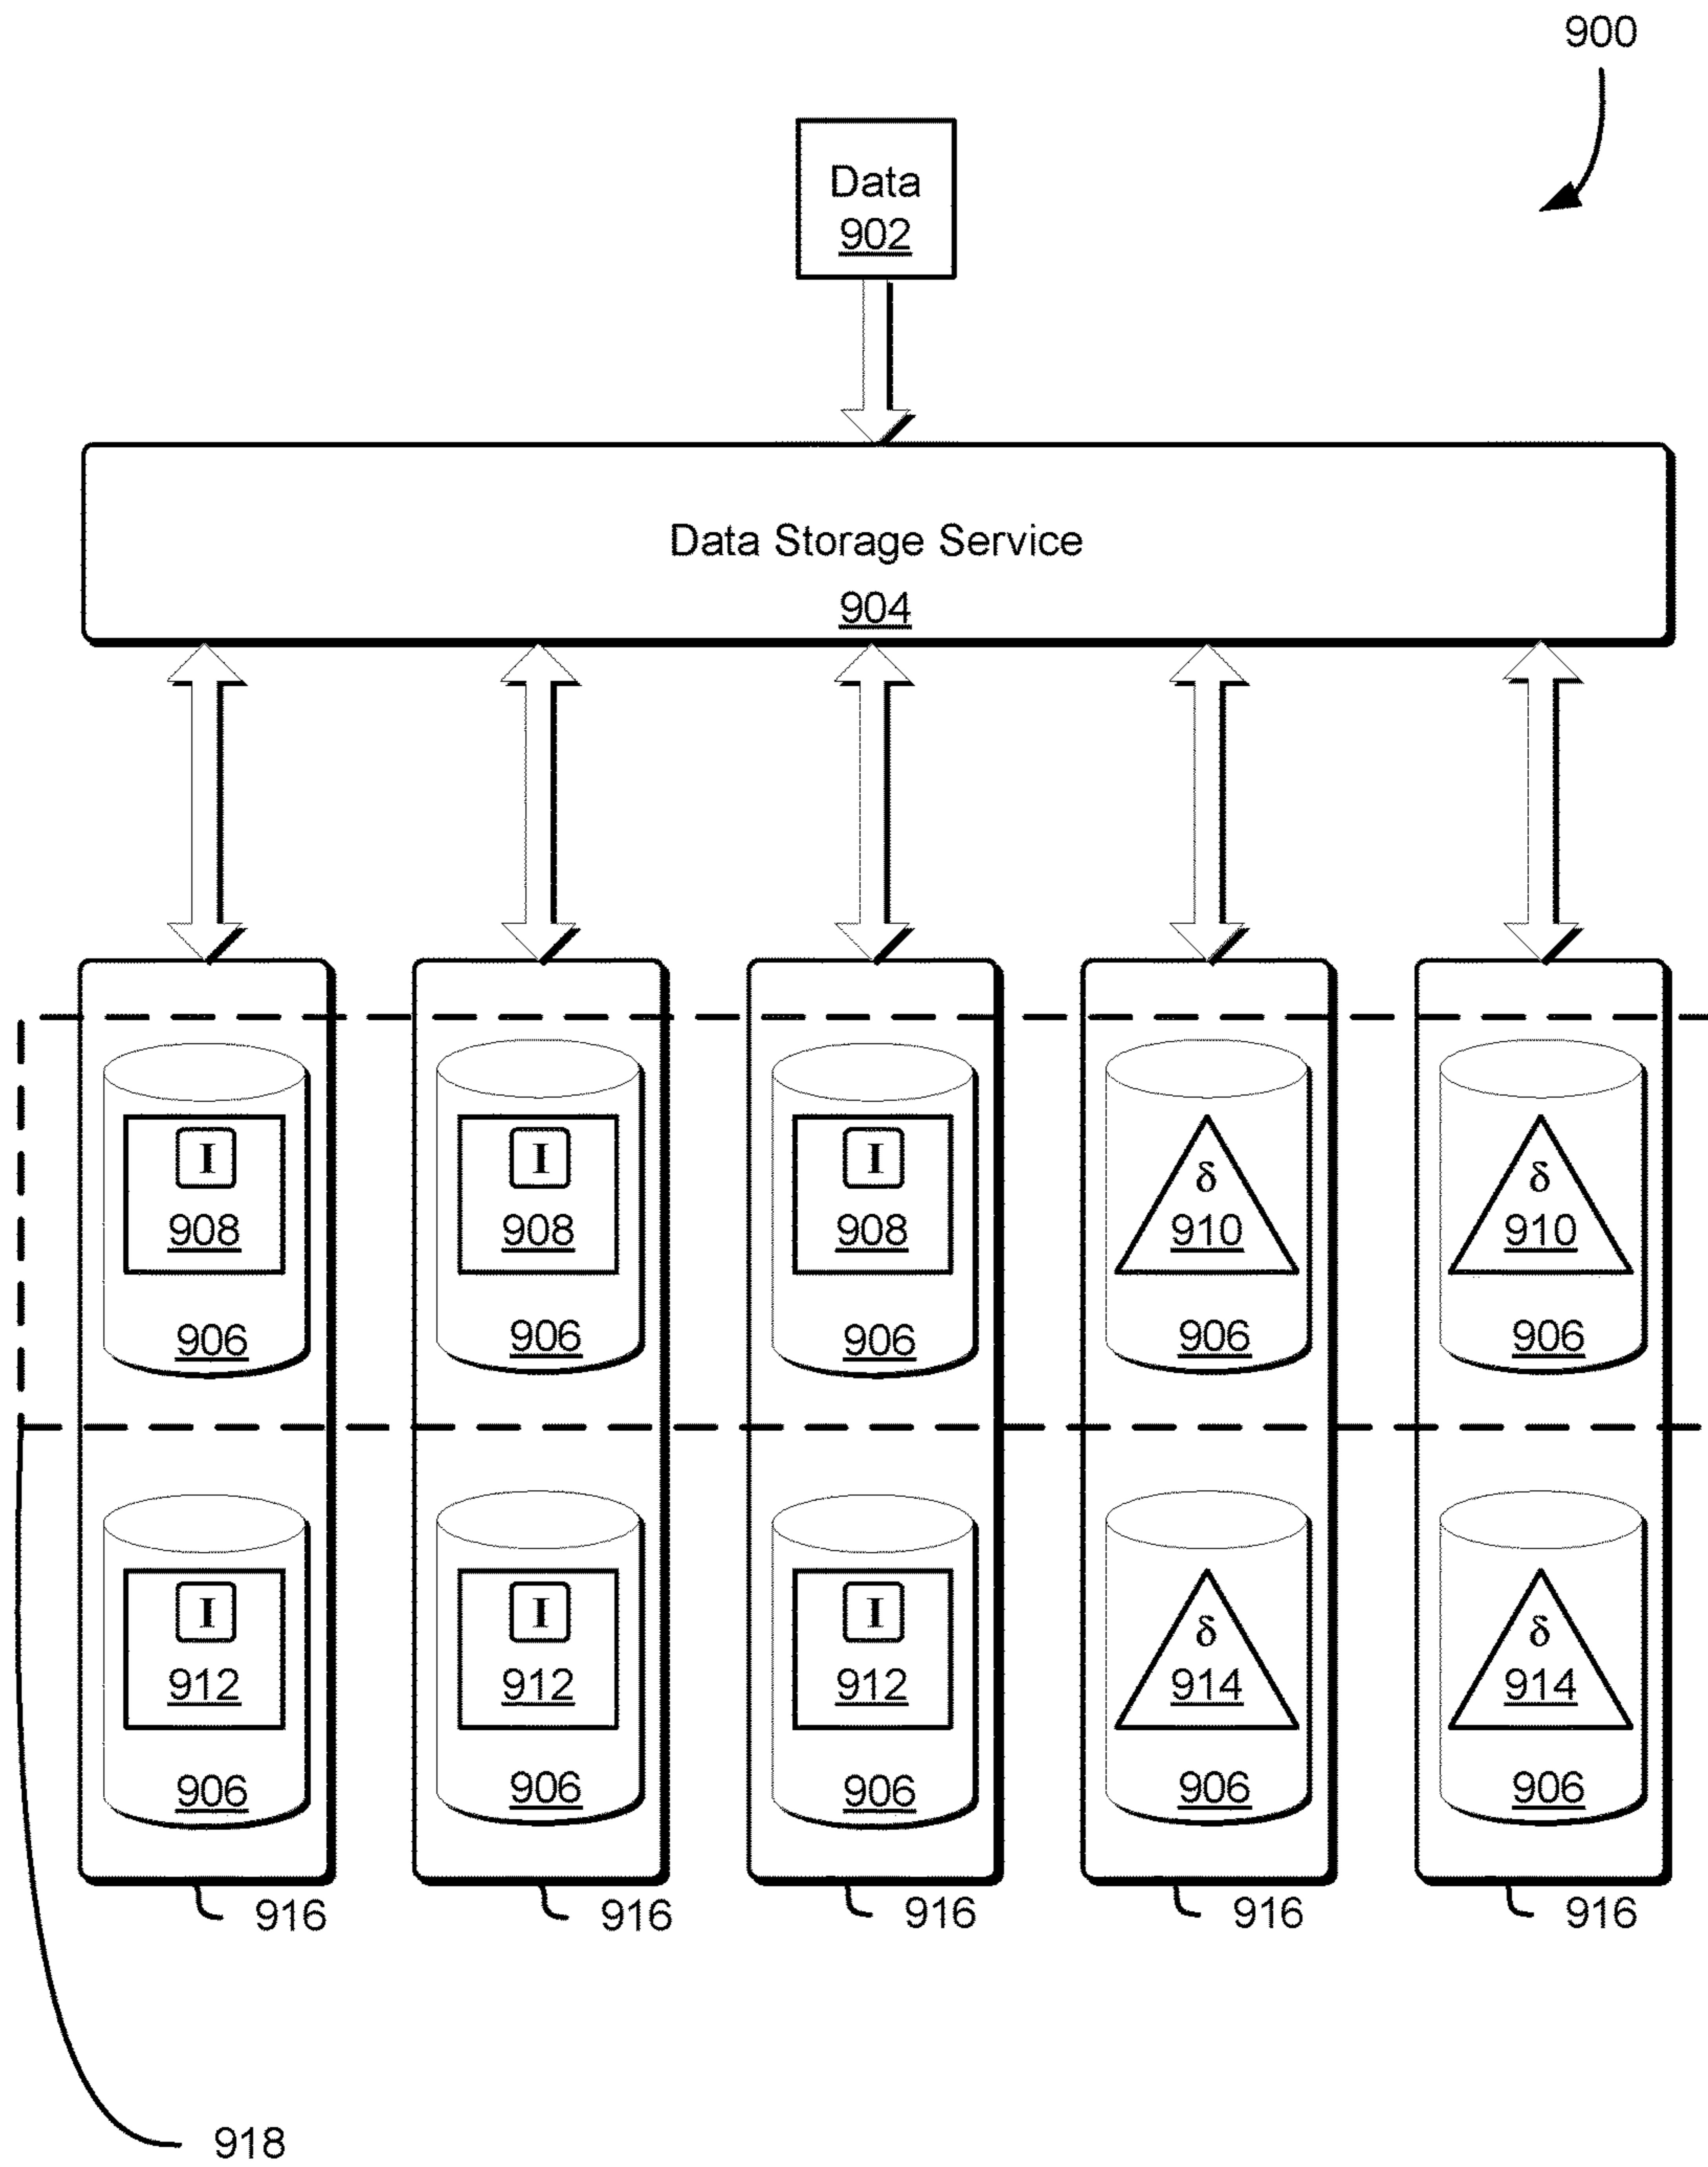 900
Data
902
Data Storage Service
904
I I I δ δ
908 908 908 910 910
906 906 906 906 906
I I I δ δ
912 912 912 914 914
906 906 906 906 906
916 916 916 916 916
918